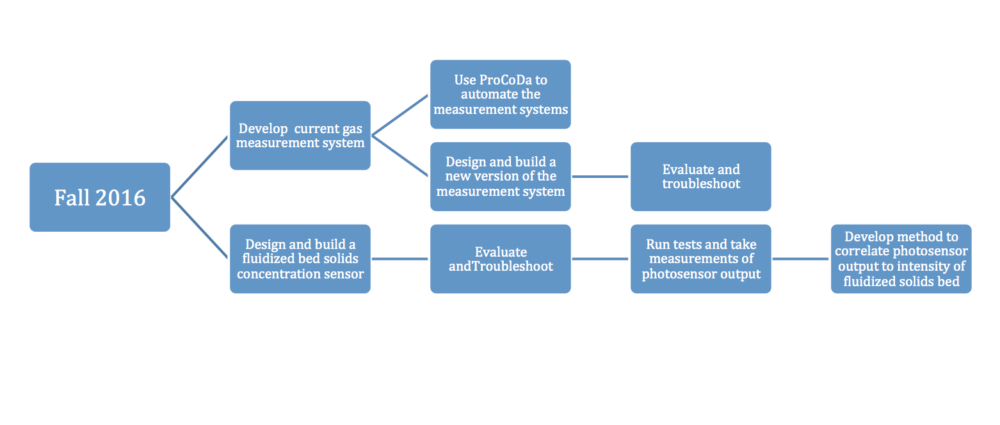 Fall 2016
Develop  current gas
measurement system
Use ProCoDa to
automate the
measurement systems
Design and build a
new version of the
measurement system
Evaluate and
troubleshoot
Design and build a
fluidized bed solids
concentration sensor
Evaluate
andTroubleshoot
Run tests and take
measurements of
photosensor output
Develop method to
correlate photosensor
output to intensity of
fluidized solids bed